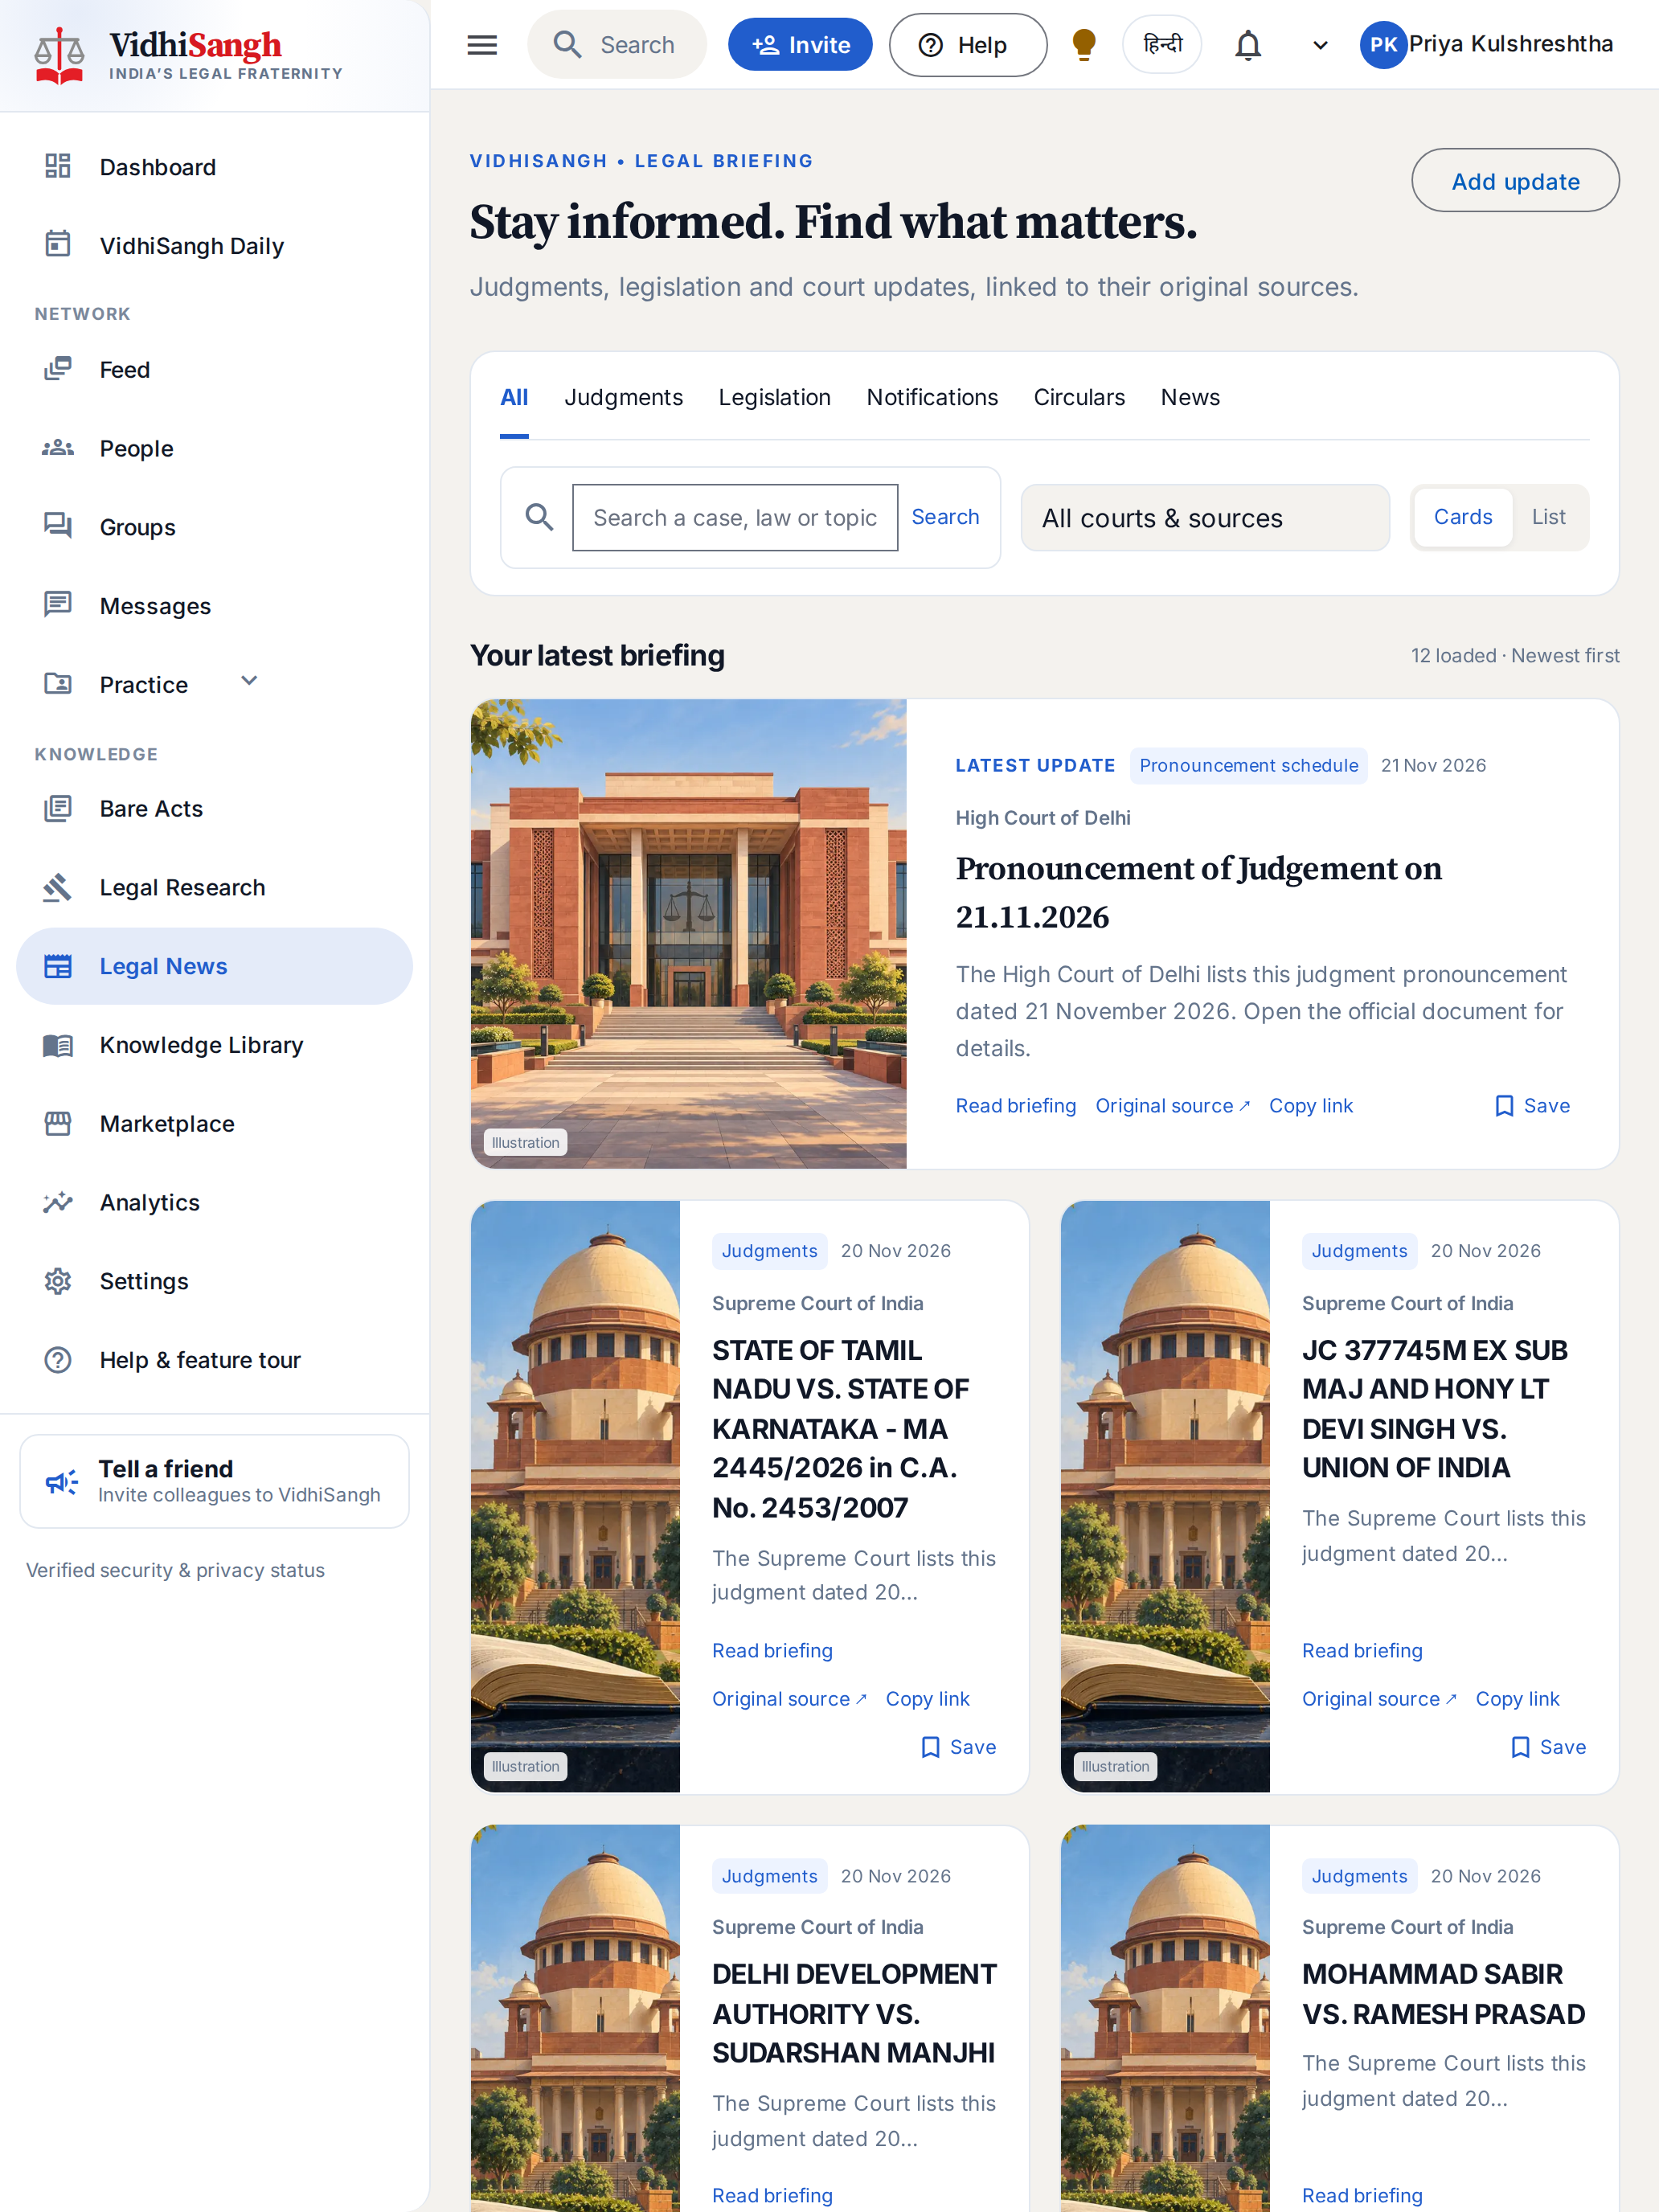 VidhiSangh
INDIA'S LEGAL FRATERNITY
Search
Invite
Help
हिन्दी
PK
Priya Kulshreshtha
Dashboard
VidhiSangh Daily
NETWORK
Feed
People
Groups
Messages
Practice
KNOWLEDGE
Bare Acts
Legal Research
Legal News
Knowledge Library
Marketplace
Analytics
Settings
Help & feature tour
Tell a friend
Invite colleagues to VidhiSangh
Verified security & privacy status
VIDHISANGH • LEGAL BRIEFING
Add update
Stay informed. Find what matters.
Judgments, legislation and court updates, linked to their original sources.
All Judgments Legislation Notifications Circulars News
Search a case, law or topic
Search
All courts & sources
Cards
List
Your latest briefing
12 loaded · Newest first
LATEST UPDATE Pronouncement schedule 21 Nov 2026
High Court of Delhi
Pronouncement of Judgement on
21.11.2026
The High Court of Delhi lists this judgment pronouncement
dated 21 November 2026. Open the official document for
details.
Read briefing Original source ↗ Copy link
Save
Illustration
Judgments 20 Nov 2026
Supreme Court of India
STATE OF TAMIL
NADU VS. STATE OF
KARNATAKA - MA
2445/2026 in C.A.
No. 2453/2007
The Supreme Court lists this
judgment dated 20...
Read briefing
Original source ↗ Copy link
Save
Illustration
Judgments 20 Nov 2026
Supreme Court of India
JC 377745M EX SUB
MAJ AND HONY LT
DEVI SINGH VS.
UNION OF INDIA
The Supreme Court lists this
judgment dated 20...
Read briefing
Original source ↗ Copy link
Save
Illustration
Judgments 20 Nov 2026
Supreme Court of India
DELHI DEVELOPMENT
AUTHORITY VS.
SUDARSHAN MANJHI
The Supreme Court lists this
judgment dated 20...
Read briefing
Judgments 20 Nov 2026
Supreme Court of India
MOHAMMAD SABIR
VS. RAMESH PRASAD
The Supreme Court lists this
judgment dated 20...
Read briefing